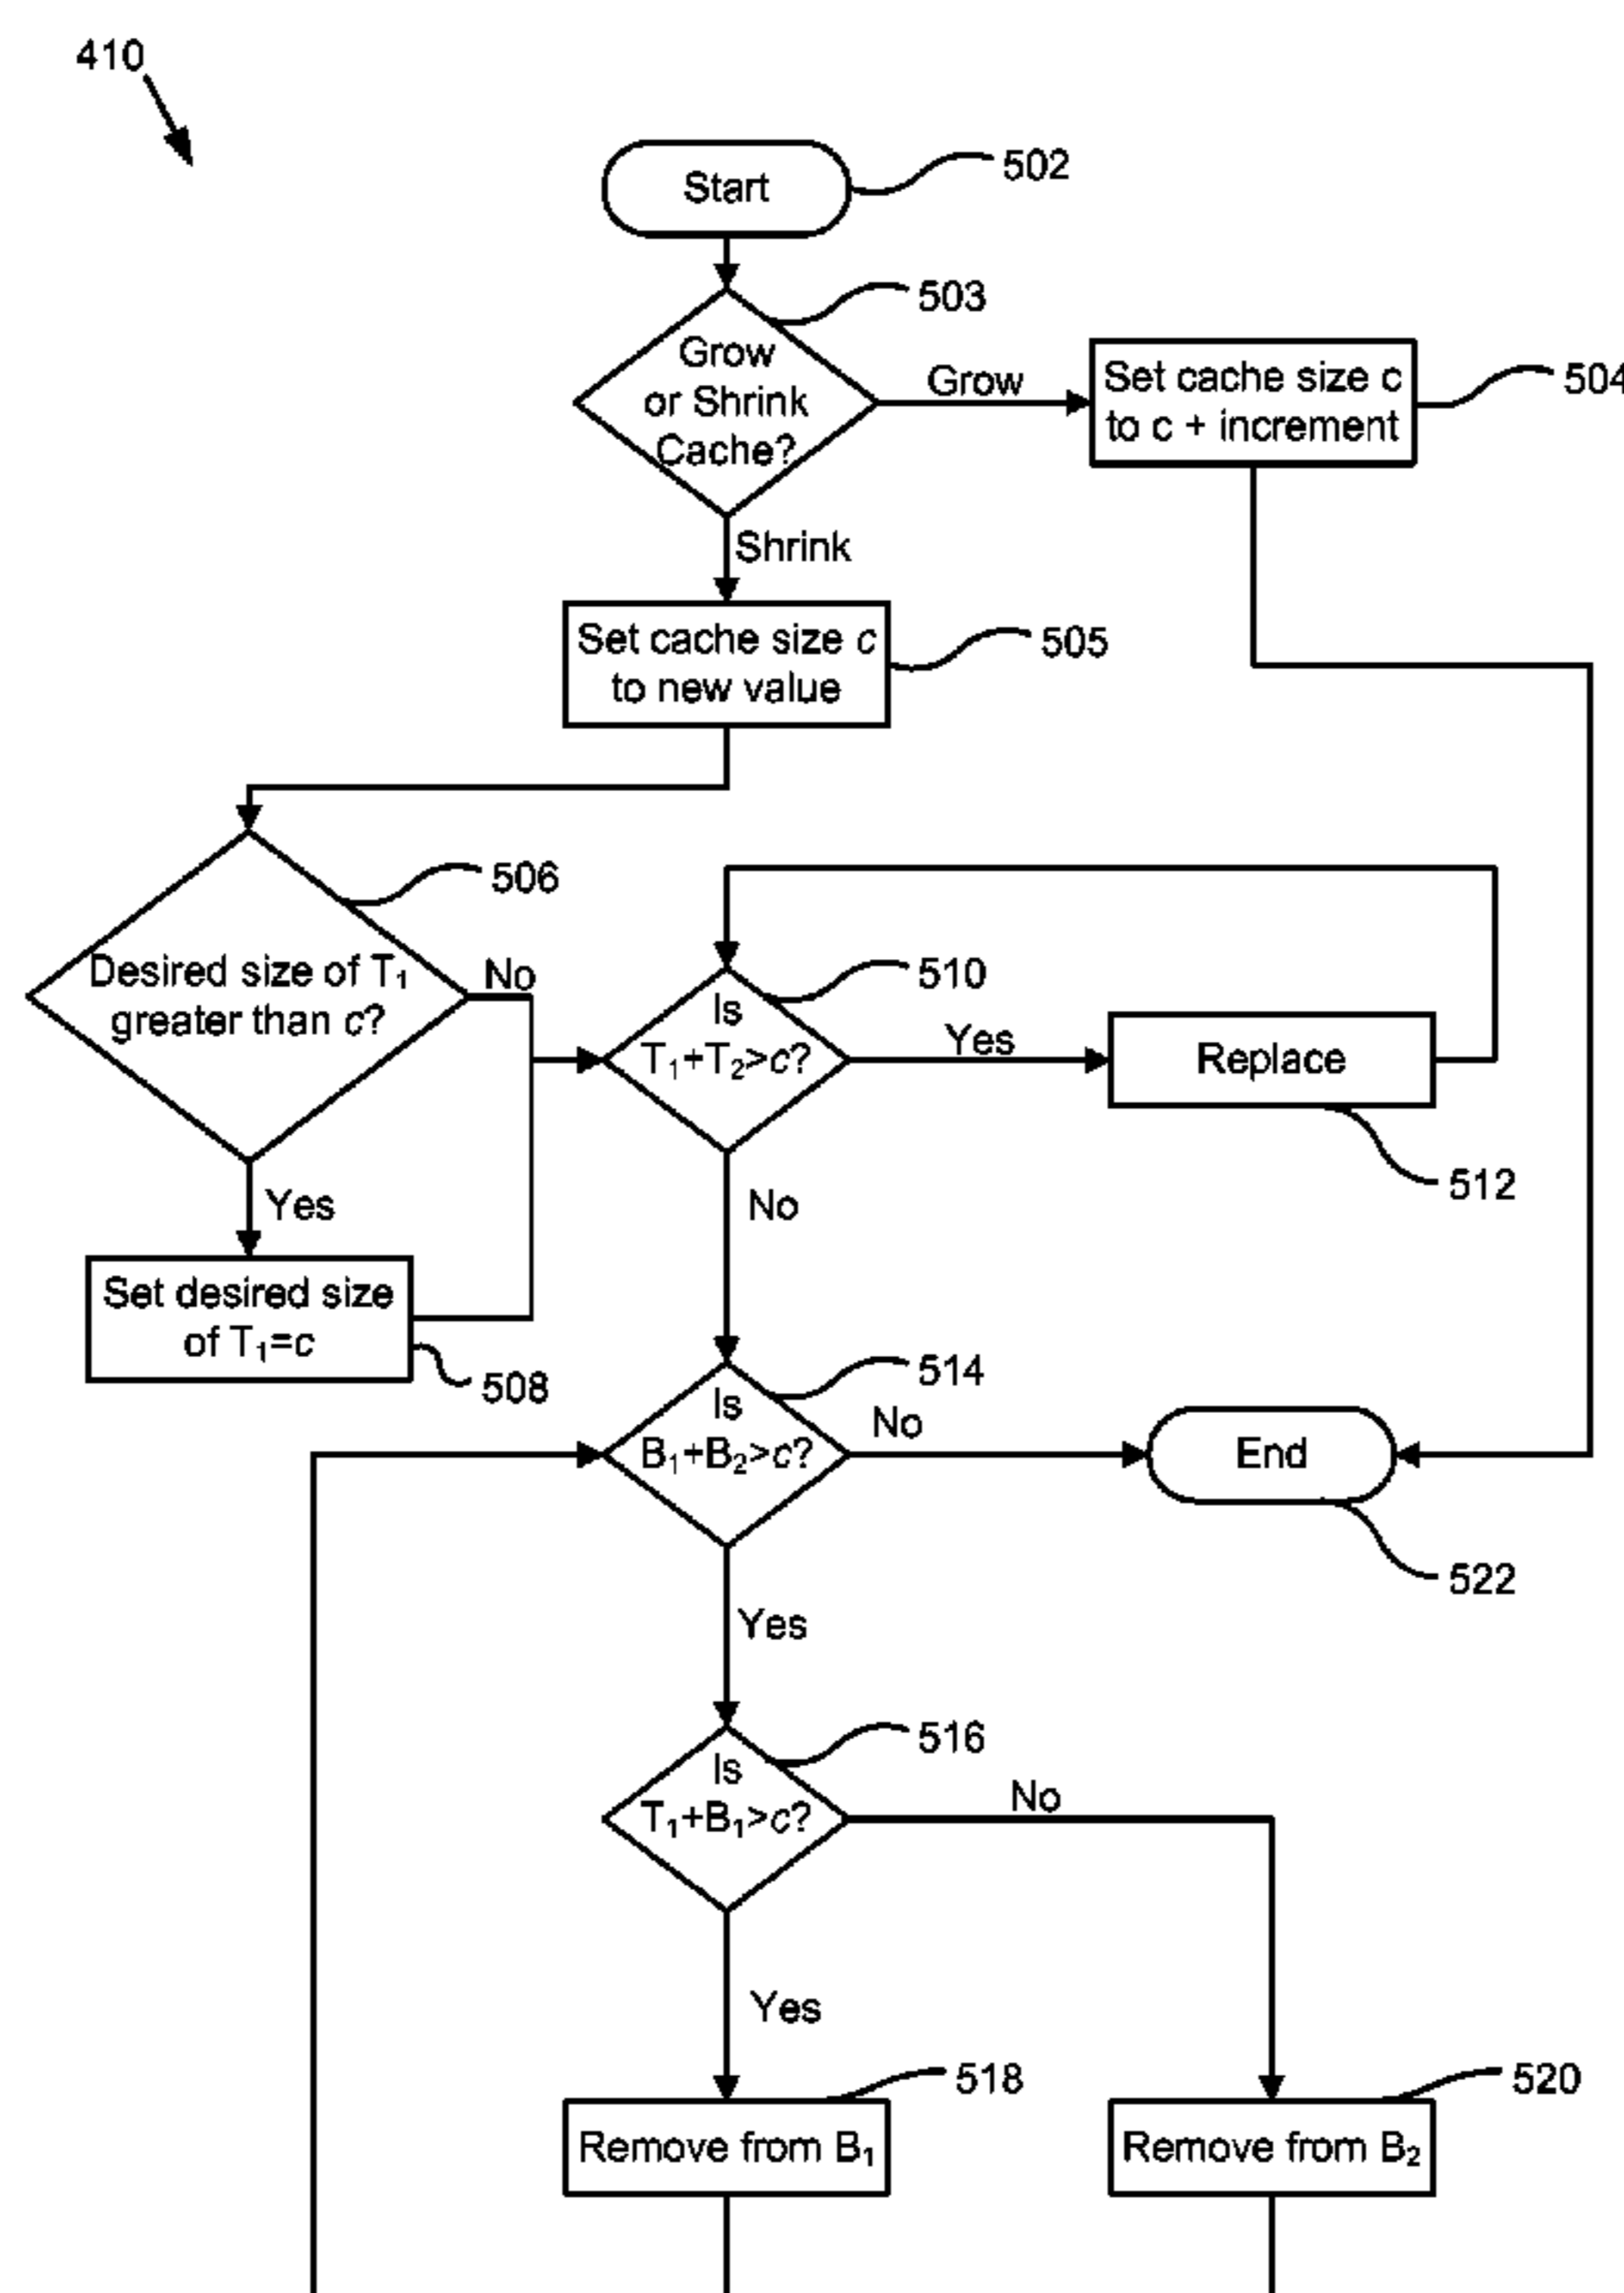 410
Start
502
503
Grow
or Shrink
Cache?
Grow
Set cache size c
to c + increment
504
Shrink
Set cache size c
to new value
505
506
Desired size of T₁
greater than c?
No
510
Is
T₁+T₂>c?
Yes
Replace
512
Yes
No
Set desired size
of T₁=c
508
514
Is
B₁+B₂>c?
No
End
522
Yes
516
Is
T₁+B₁>c?
No
Yes
518
520
Remove from B₁
Remove from B₂